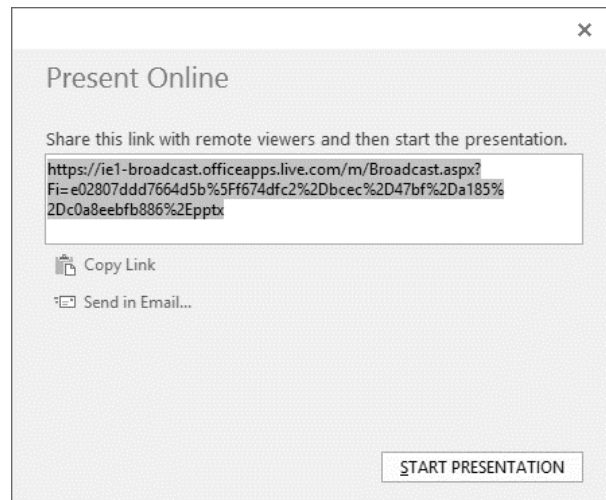 Present Online
Share this link with remote viewers and then start the presentation.
https://ie1-broadcast.officeapps.live.com/m/Broadcast.aspx?
Fi=e02807ddd7664d5b%5Ff674dfc2%2Dbcec%2D47bf%2Da185%
2Dc0a8eebfb886%2Epptx
Copy Link
Send in Email...
START PRESENTATION